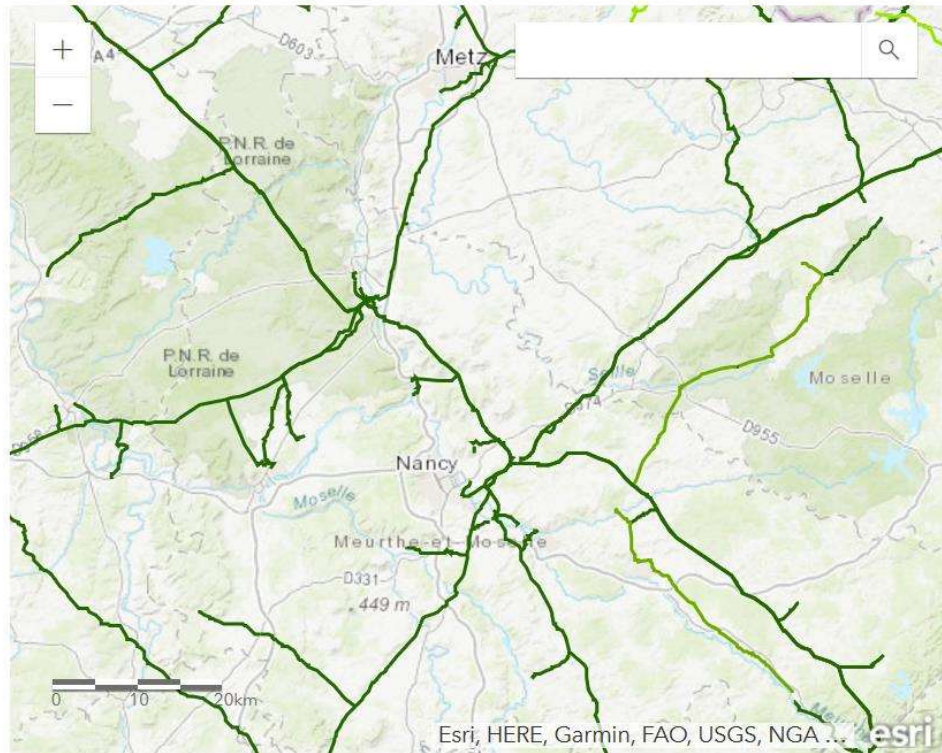 +
−
A4
D603
Metz
P.N.R. de
Lorraine
P.N.R. de
Lorraine
Seille
Moselle
D955
Nancy
Moselle
Meurthe-et-Moselle
D331
. 449 m
0 10 20km
Esri, HERE, Garmin, FAO, USGS, NGA ...
esri